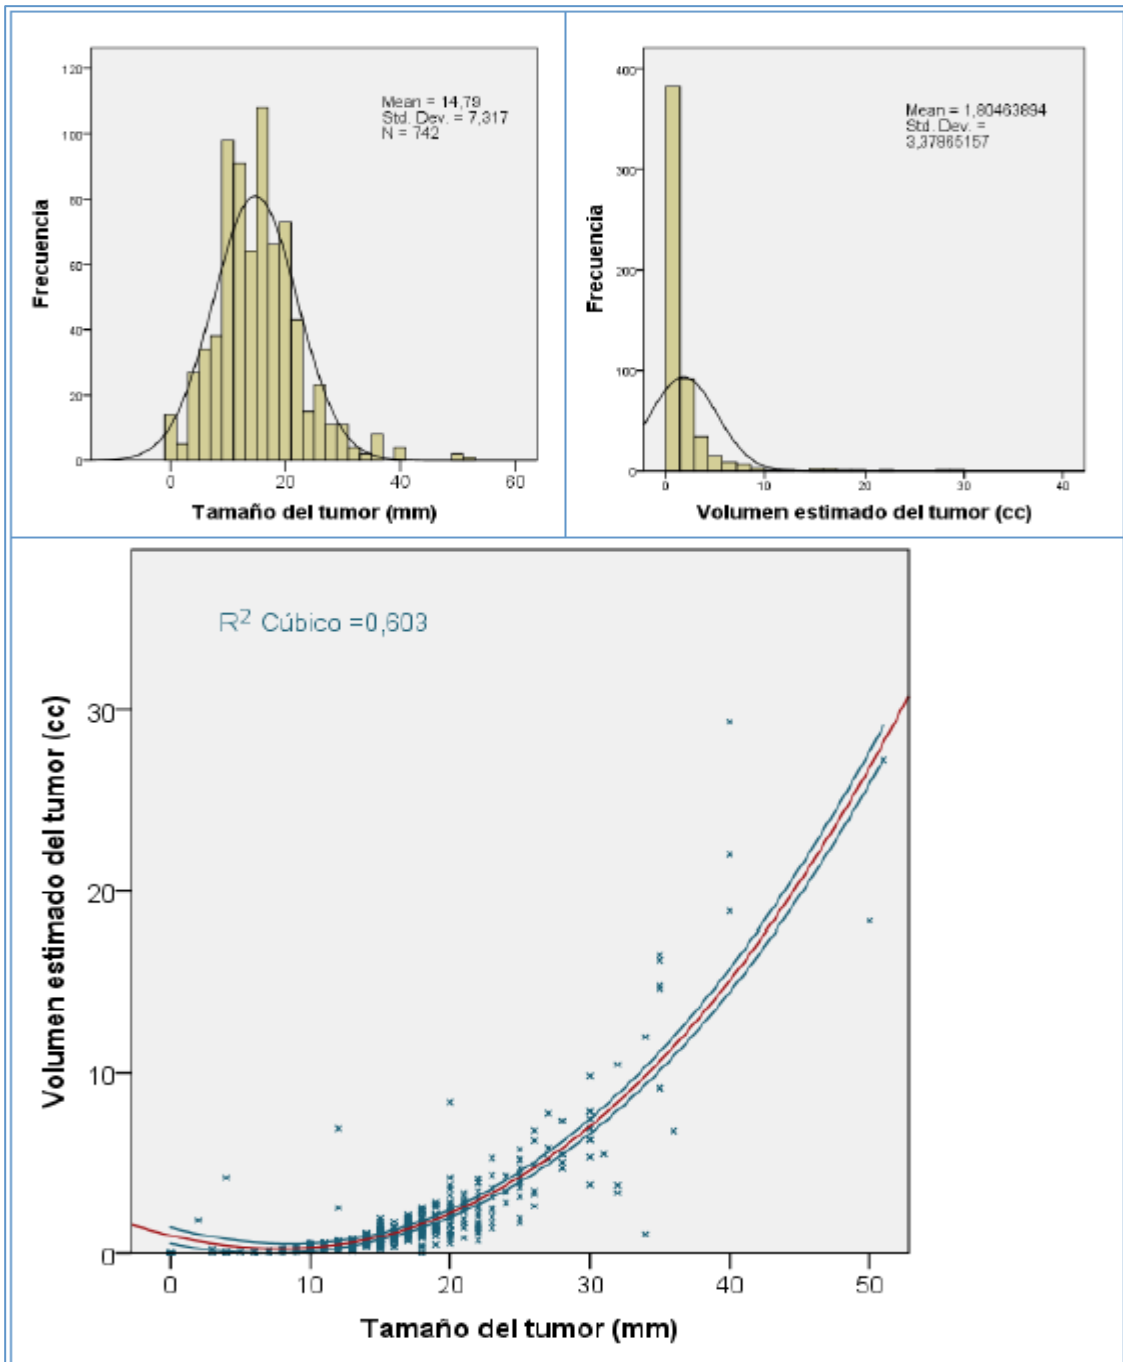 120
100
80
60
40
20
0
Frecuencia
Mean = 14,79
Std. Dev. = 7,317
N = 742
0 20 40 60
Tamaño del tumor (mm)
400
300
200
100
0
Frecuencia
Mean = 1,80463894
Std. Dev. =
3,37865157
0 10 20 30 40
Volumen estimado del tumor (cc)
R² Cúbico =0,603
30
20
10
0
Volumen estimado del tumor (cc)
0 10 20 30 40 50
Tamaño del tumor (mm)